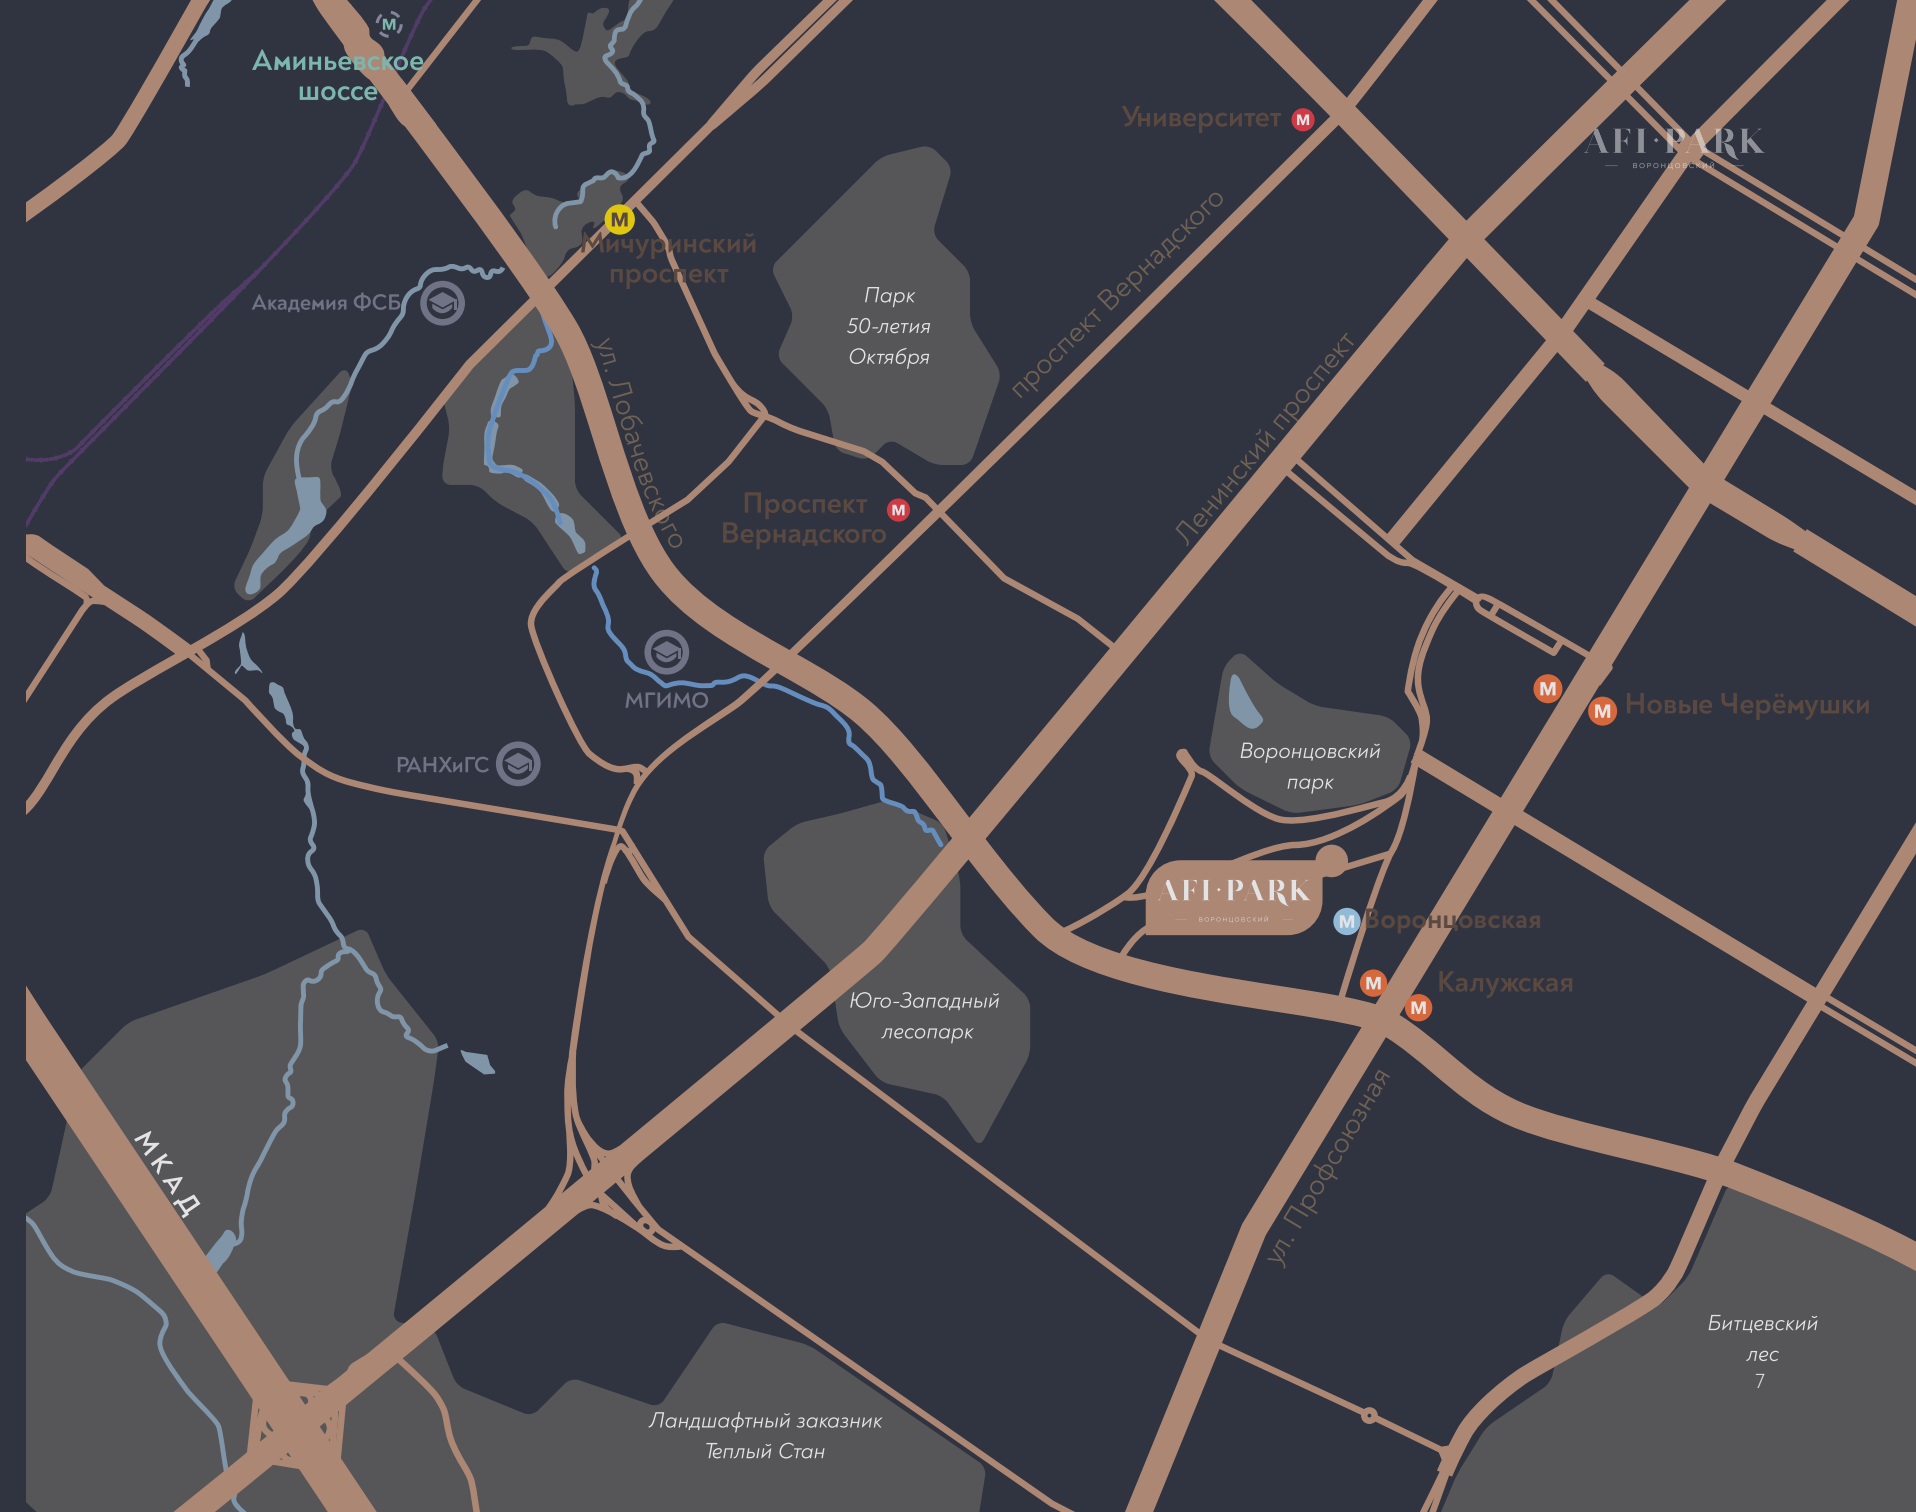 М
Аминьевское
шоссе
Университет М
AFI·PARK
ВОРОНЦОВСКИЙ
М
Мичуринский
проспект
Академия ФСБ
Парк
50-летия
Октября
проспект Вернадского
ул. Лобачевского
Ленинский проспект
Проспект
Вернадского
М
МГИМО
РАНХиГС
М
М
Новые Черёмушки
Воронцовский
парк
AFI·PARK
ВОРОНЦОВСКИЙ
М Воронцовская
М
Калужская
М
Юго-Западный
лесопарк
МКАД
ул. Профсоюзная
Битцевский
лес
7
Ландшафтный заказник
Теплый Стан